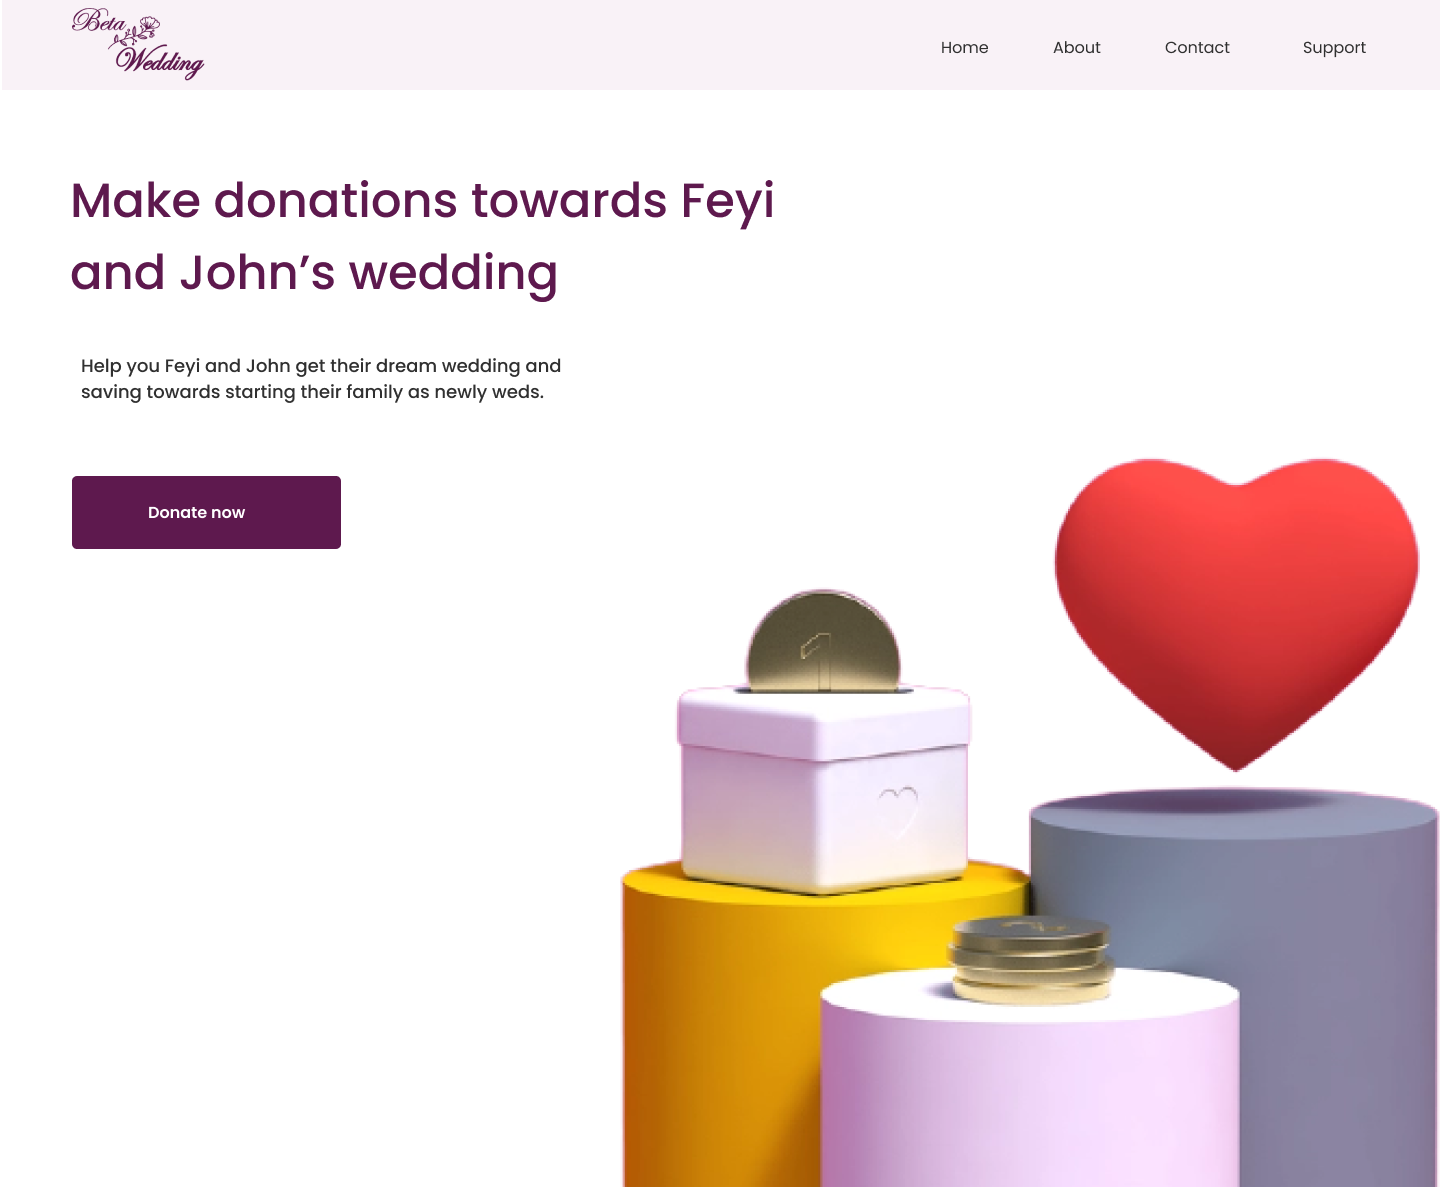 Beta
Wedding
Home About Contact Support
Make donations towards Feyi
and John’s wedding
Help you Feyi and John get their dream wedding and
saving towards starting their family as newly weds.
Donate now
1